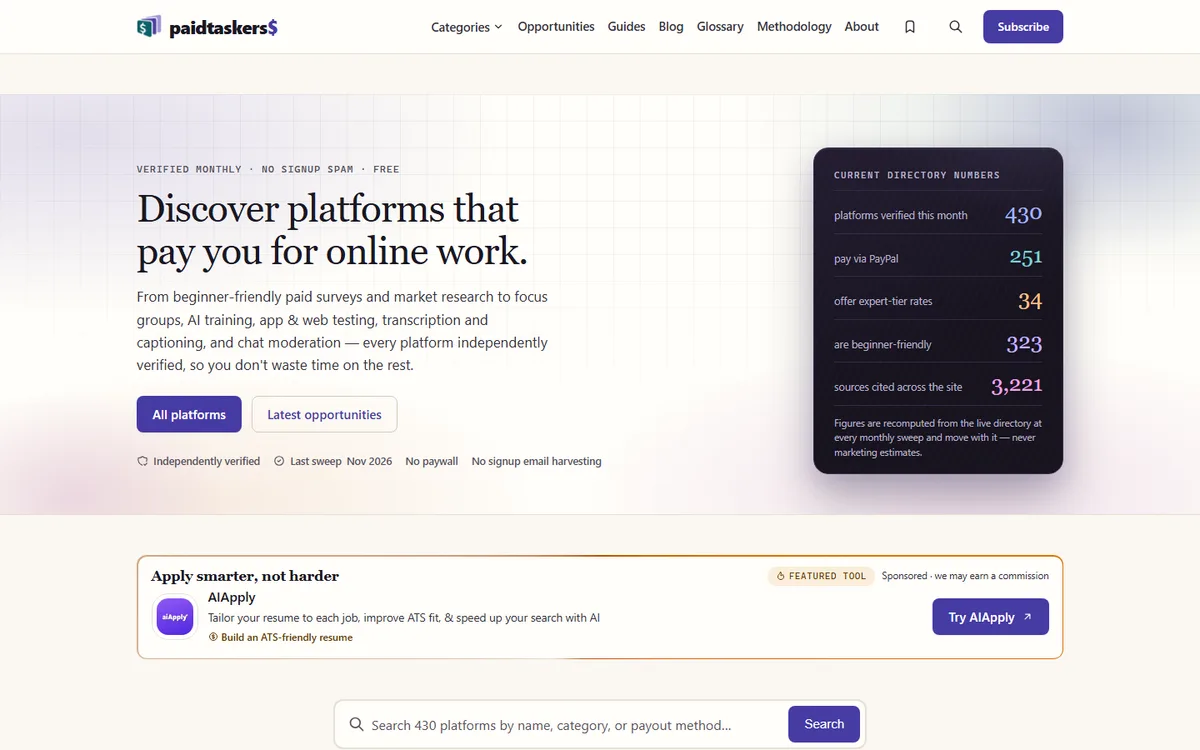 paidtaskers$
Categories Opportunities Guides Blog Glossary Methodology About Subscribe
VERIFIED MONTHLY · NO SIGNUP SPAM · FREE
Discover platforms that
pay you for online work.
From beginner-friendly paid surveys and market research to focus
groups, AI training, app & web testing, transcription and
captioning, and chat moderation — every platform independently
verified, so you don't waste time on the rest.
All platforms Latest opportunities
Independently verified Last sweep Nov 2026 No paywall No signup email harvesting
CURRENT DIRECTORY NUMBERS
platforms verified this month 430
pay via PayPal 251
offer expert-tier rates 34
are beginner-friendly 323
sources cited across the site 3,221
Figures are recomputed from the live directory at
every monthly sweep and move with it — never
marketing estimates.
Apply smarter, not harder
FEATURED TOOL Sponsored · we may earn a commission
aiApply
AIApply
Tailor your resume to each job, improve ATS fit, & speed up your search with AI
Build an ATS-friendly resume
Try AIApply
Search 430 platforms by name, category, or payout method... Search